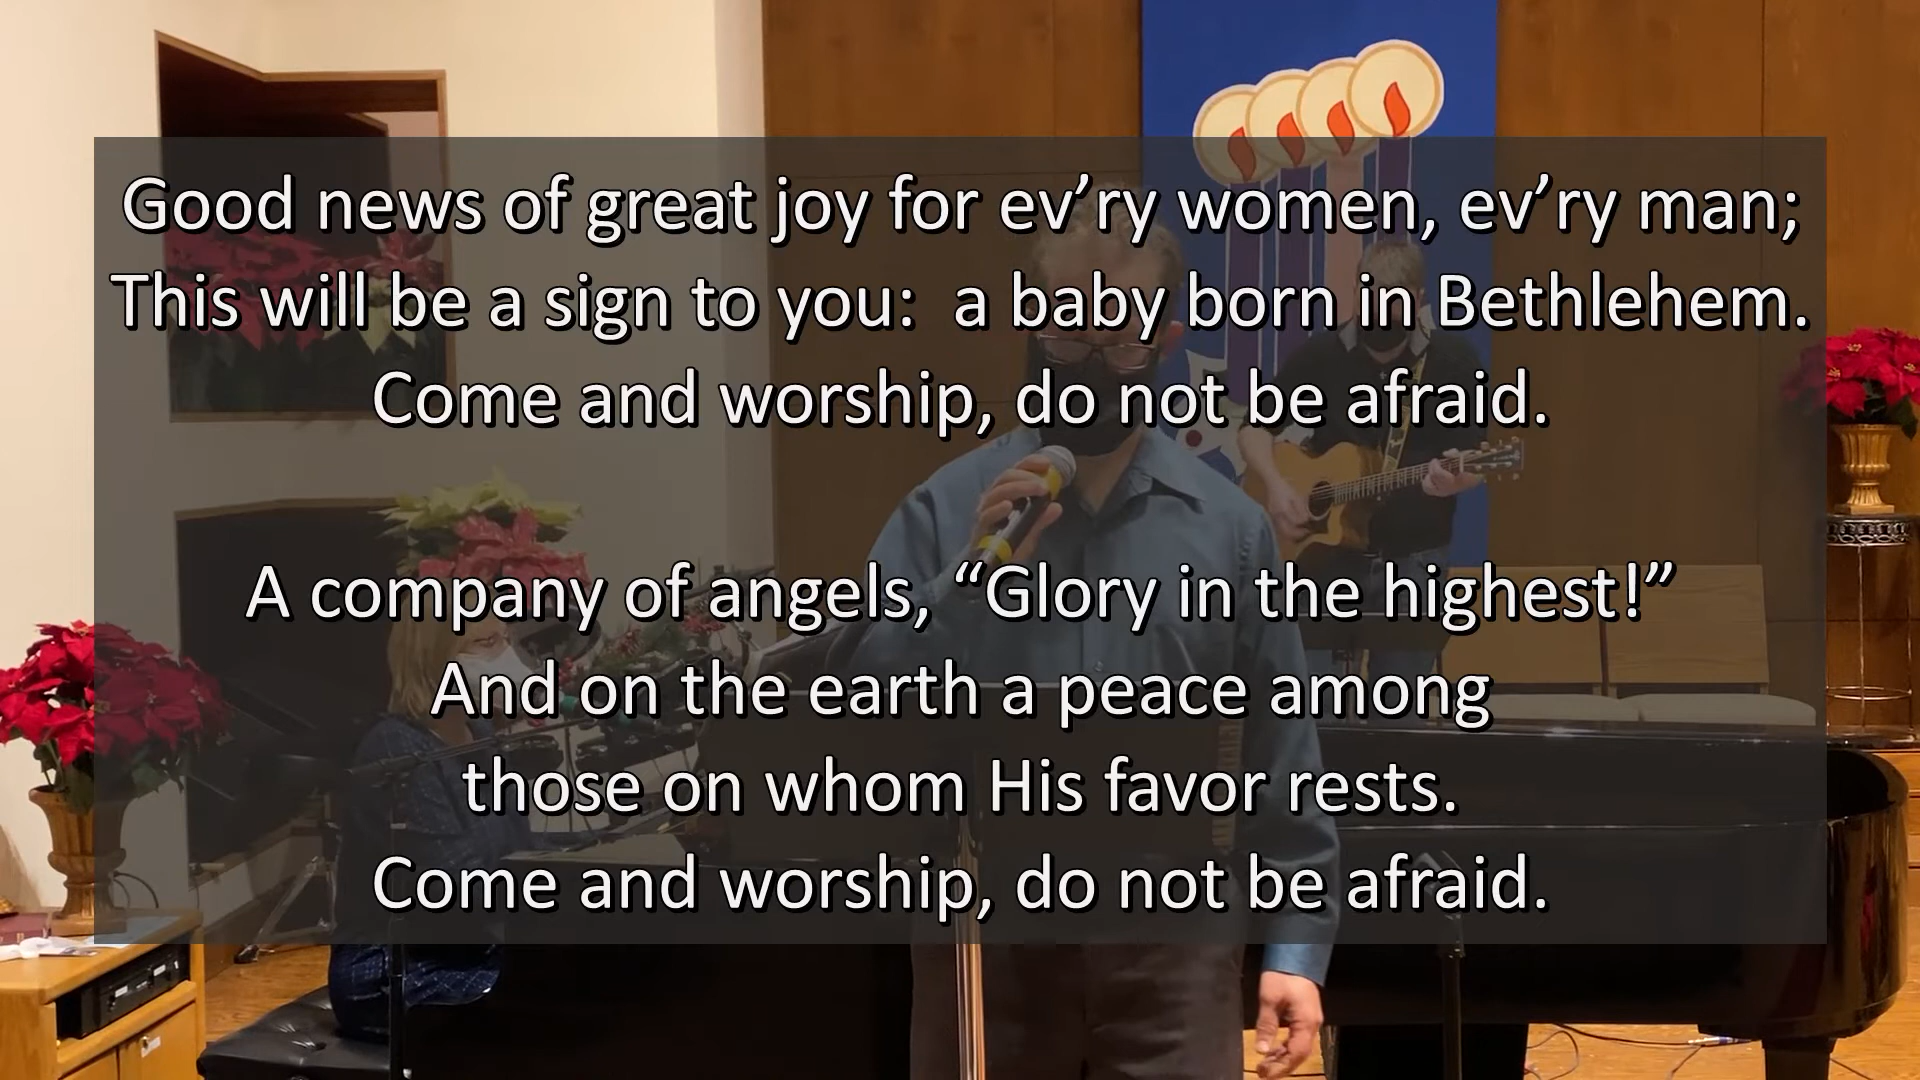 Good news of great joy for ev’ry women, ev’ry man;
This will be a sign to you:  a baby born in Bethlehem.
Come and worship, do not be afraid.
A company of angels, “Glory in the highest!”
And on the earth a peace among
those on whom His favor rests.
Come and worship, do not be afraid.